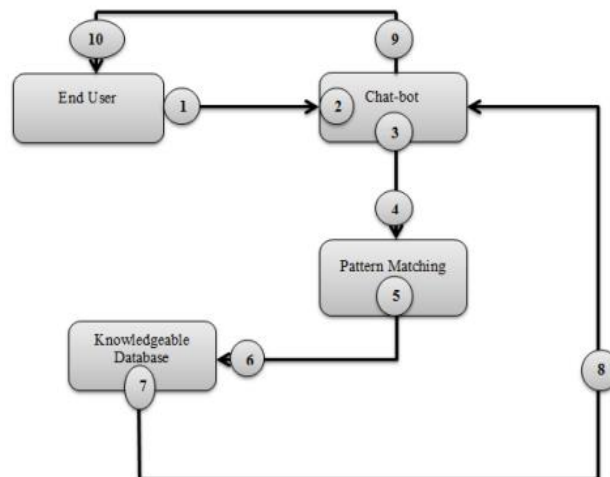 10
9
End User
1
2
Chat-bot
3
4
Pattern Matching
5
Knowledgeable
Database
6
7
8